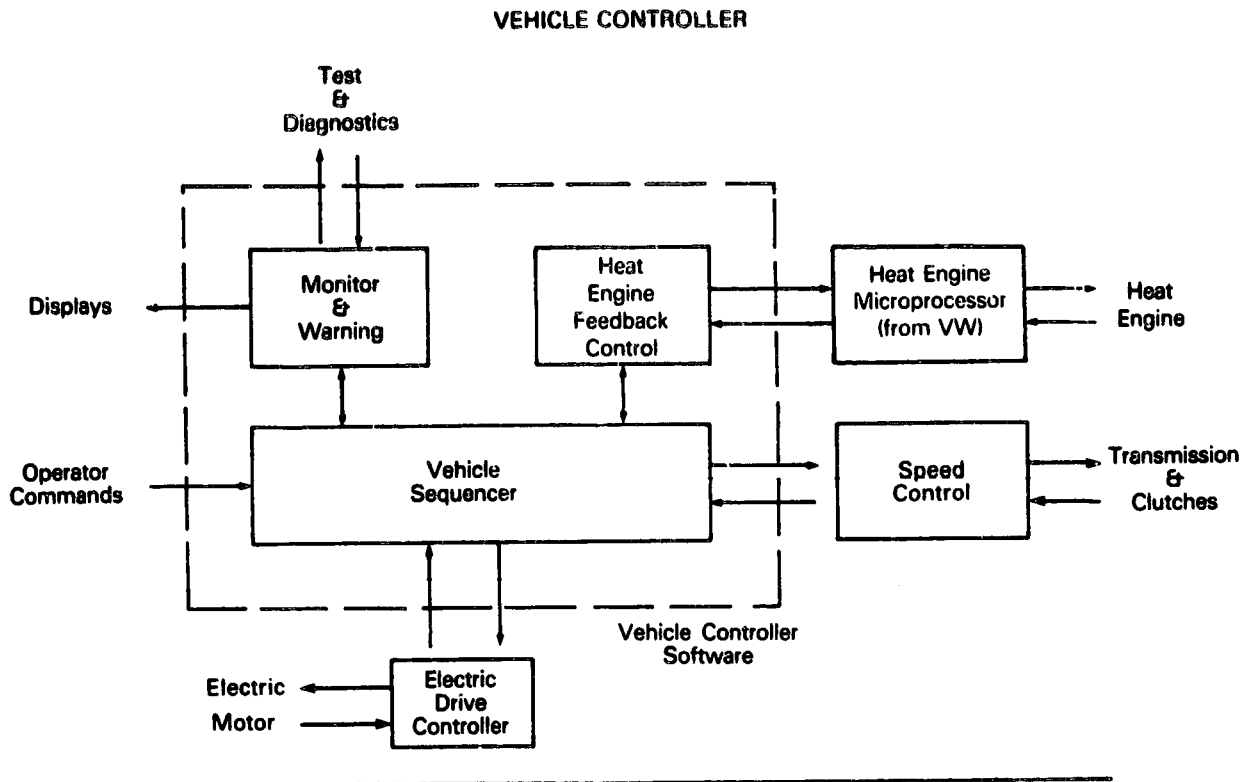 VEHICLE CONTROLLER
Test
&
Diagnostics
Displays
Monitor
&
Warning
Heat
Engine
Feedback
Control
Heat Engine
Microprocessor
(from VW)
Heat
Engine
Operator
Commands
Vehicle
Sequencer
Speed
Control
Transmission
&
Clutches
Vehicle Controller
Software
Electric
Motor
Electric
Drive
Controller